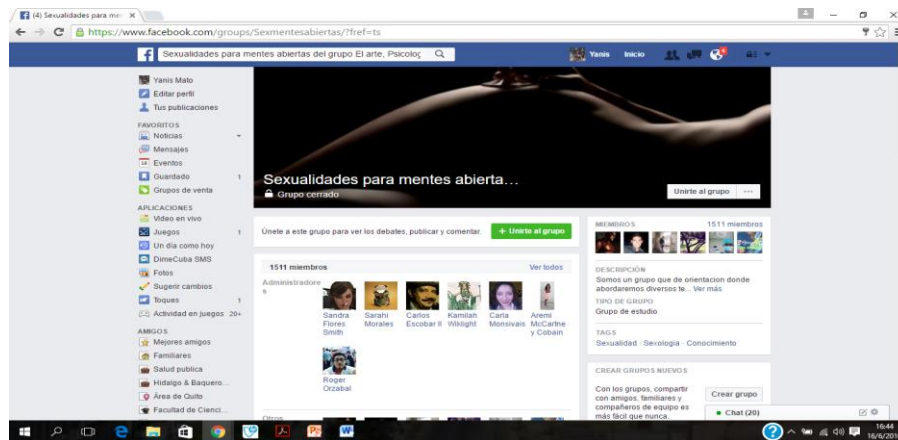 (4) Sexualidades para me
https://www.facebook.com/groups/Sexmentesabiertas/?fref=ts
Sexualidades para mentes abiertas del grupo El arte, Psicolog
Yanis Inicio
Yanis Mato
Editar perfil
Tus publicaciones
FAVORITOS
Noticias
Mensajes
Eventos
Guardado 1
Grupos de venta
APLICACIONES
Video en vivo
Juegos 1
Un día como hoy
DimeCuba SMS
Fotos
Sugerir cambios
Toques 1
Actividad en juegos 20+
AMIGOS
Mejores amigos
Familiares
Salud publica
Hidalgo & Baquero...
Área de Quito
Facultad de Cienci...
Sexualidades para mentes abierta...
Grupo cerrado
Unirte al grupo ...
Únete a este grupo para ver los debates, publicar y comentar.
+ Unirte al grupo
1511 miembros Ver todos
Administradore
s
Sandra
Flores
Smith
Sarahi
Morales
Carlos
Escobar II
Kamilah
Wiklight
Carla
Monsivais
Aremi
McCartne
y Cobain
Roger
Orzabal
Otros
MIEMBROS 1511 miembros
DESCRIPCIÓN
Somos un grupo que de orientacion donde
abordaremos diversos te... Ver más
TIPO DE GRUPO
Grupo de estudio
TAGS
Sexualidad · Sexologia · Conocimiento
CREAR GRUPOS NUEVOS
Con los grupos, compartir
con amigos, familiares y
compañeros de equipo es
más fácil que nunca.
Crear grupo
Chat (20)
16:44
16/6/201